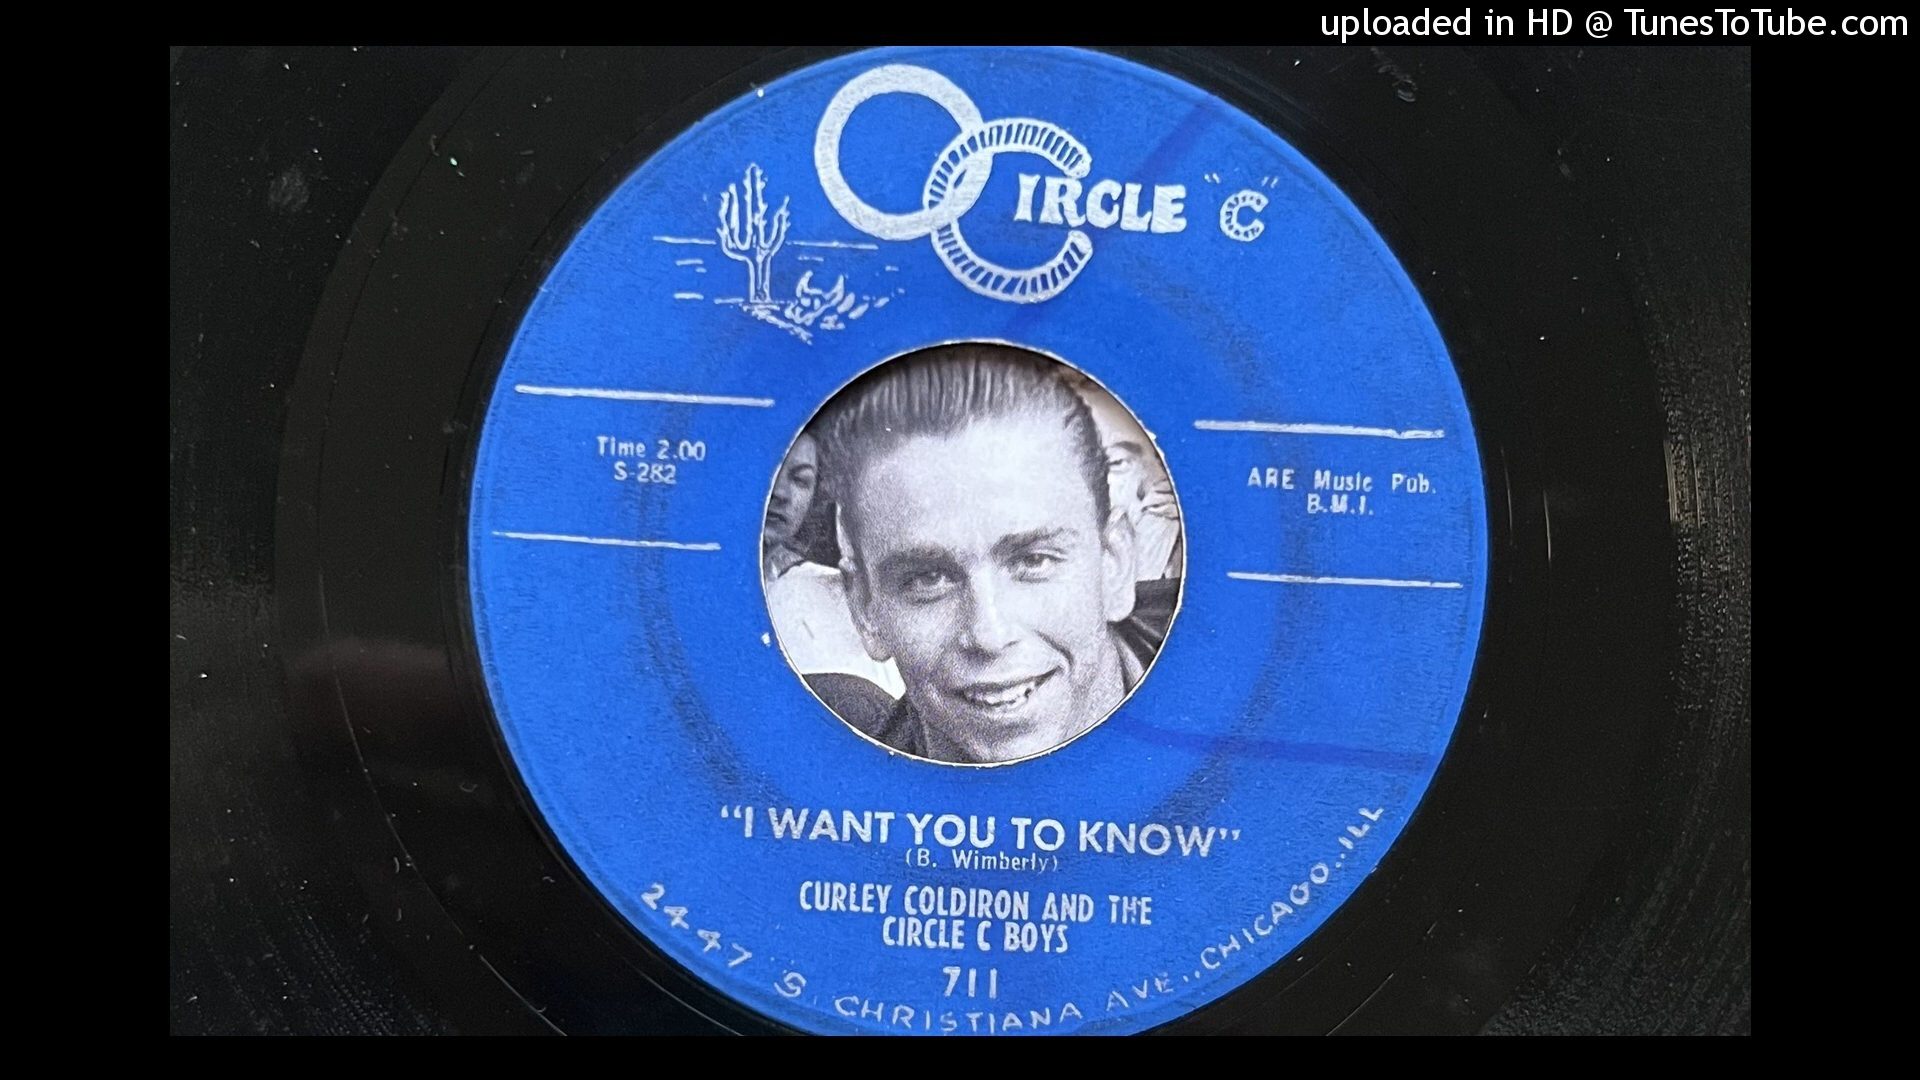 uploaded in HD @ TunesToTube.com
CIRCLE "C"
Time 2.00
S-282
ARE Music Pub.
B.M.I.
"I WANT YOU TO KNOW"
(B. Wimberly)
CURLEY COLDIRON AND THE
CIRCLE C BOYS
711
2447 S. CHRISTIANA AVE., CHICAGO, ILL